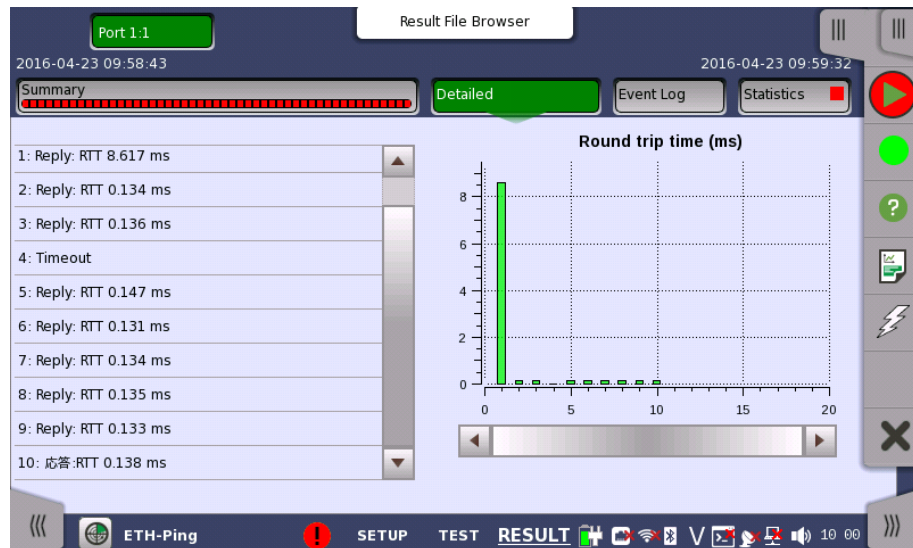 Port 1:1
Result File Browser
2016-04-23 09:58:43
2016-04-23 09:59:32
Summary
Detailed
Event Log
Statistics
1: Reply: RTT 8.617 ms
2: Reply: RTT 0.134 ms
3: Reply: RTT 0.136 ms
4: Timeout
5: Reply: RTT 0.147 ms
6: Reply: RTT 0.131 ms
7: Reply: RTT 0.134 ms
8: Reply: RTT 0.135 ms
9: Reply: RTT 0.133 ms
10: 応答:RTT 0.138 ms
Round trip time (ms)
8
6
4
2
0
0 5 10 15 20
ETH-Ping
SETUP TEST RESULT V 10 00